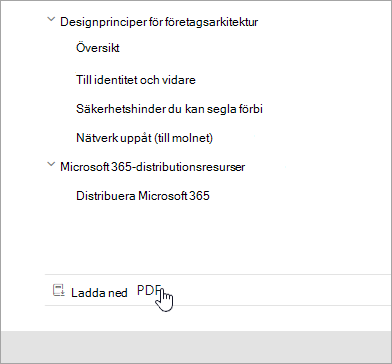 Designprinciper för företagsarkitektur
Översikt
Till identitet och vidare
Säkerhetshinder du kan segla förbi
Nätverk uppåt (till molnet)
Microsoft 365-distributionsresurser
Distribuera Microsoft 365
Ladda ned PDF